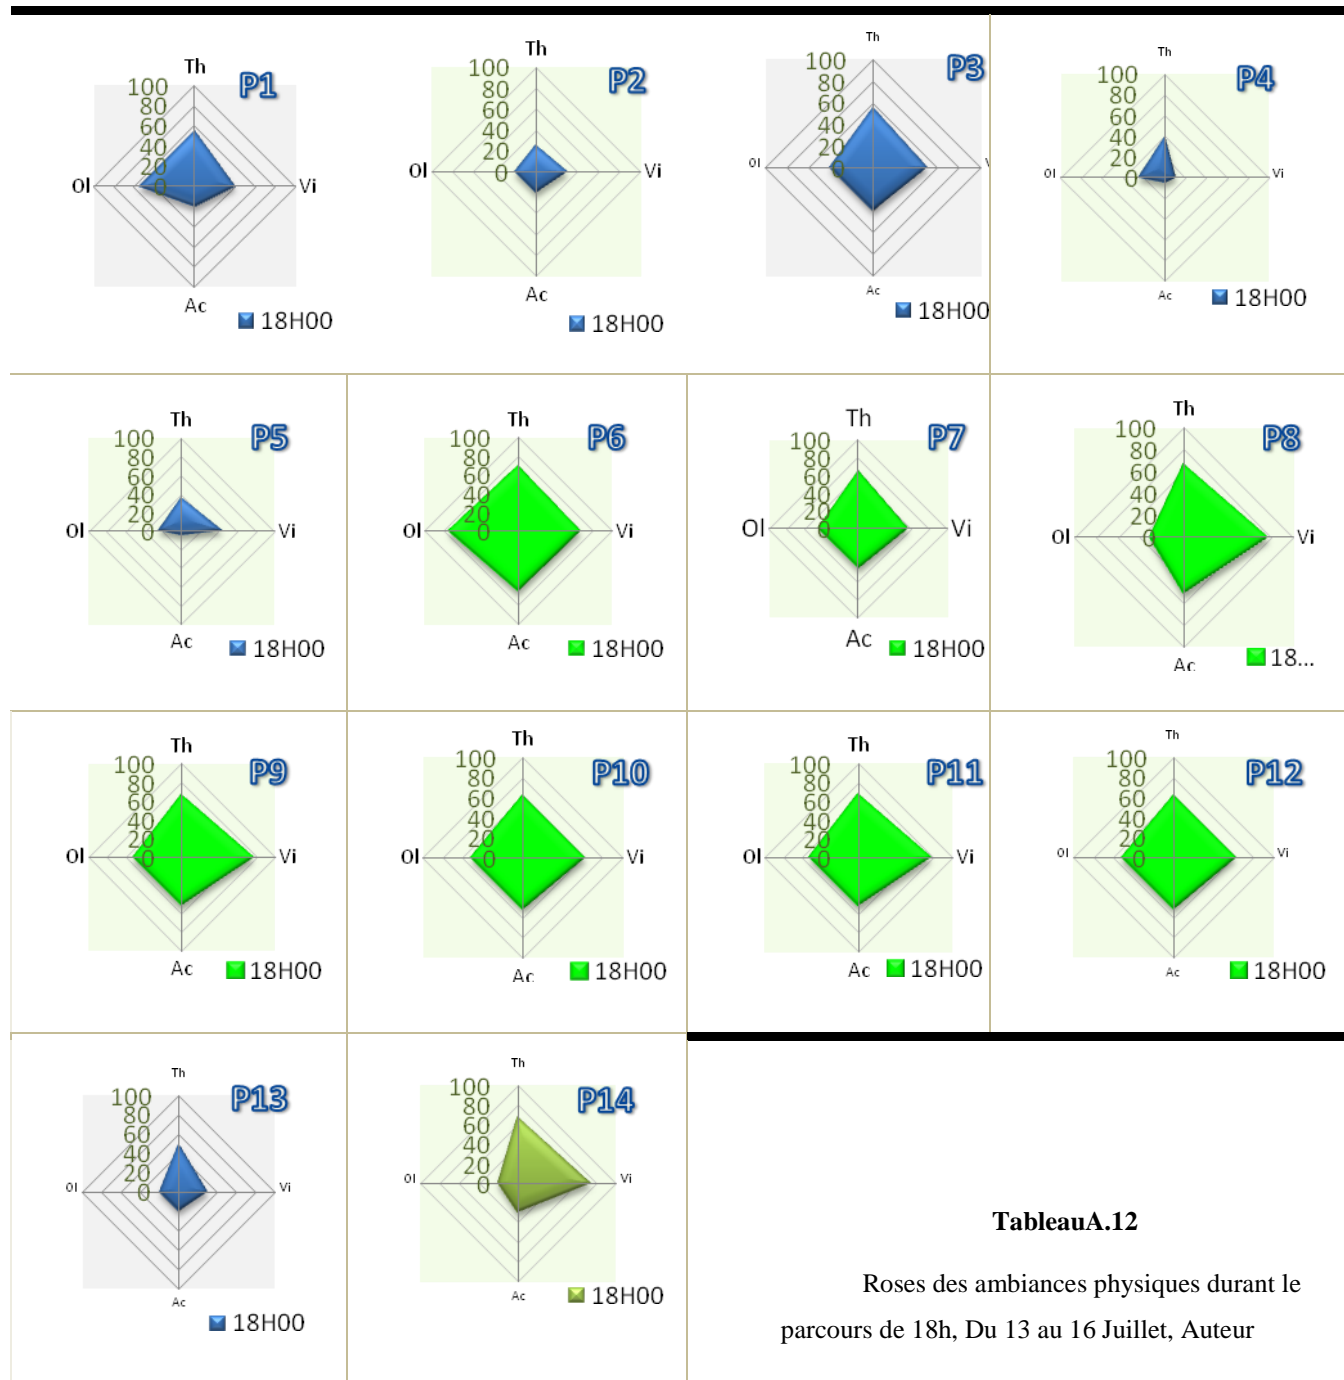 Th
P1
100
80
60
40
20
0
Ol
Vi
Ac
18H00
Th
P2
100
80
60
40
20
0
Ol
Vi
Ac
18H00
Th
P3
100
80
60
40
20
0
Ol
Ac
18H00
Th
P4
100
80
60
40
20
0
Ol
Vi
Ac
18H00
Th
P5
100
80
60
40
20
0
Ol
Vi
Ac
18H00
Th
P6
100
80
60
40
20
0
Ol
Vi
Ac
18H00
Th
P7
100
80
60
40
20
0
Ol
Vi
Ac
18H00
Th
P8
100
80
60
40
20
0
Ol
Vi
Ac
18...
Th
P9
100
80
60
40
20
0
Ol
Vi
Ac
18H00
Th
P10
100
80
60
40
20
0
Ol
Vi
Ac
18H00
Th
P11
100
80
60
40
20
0
Ol
Vi
Ac
18H00
Th
P12
100
80
60
40
20
0
Ol
Vi
Ac
18H00
Th
P13
100
80
60
40
20
0
Ol
Vi
Ac
18H00
Th
P14
100
80
60
40
20
0
Ol
Vi
Ac
18H00
TableauA.12
Roses des ambiances physiques durant le
parcours de 18h, Du 13 au 16 Juillet, Auteur